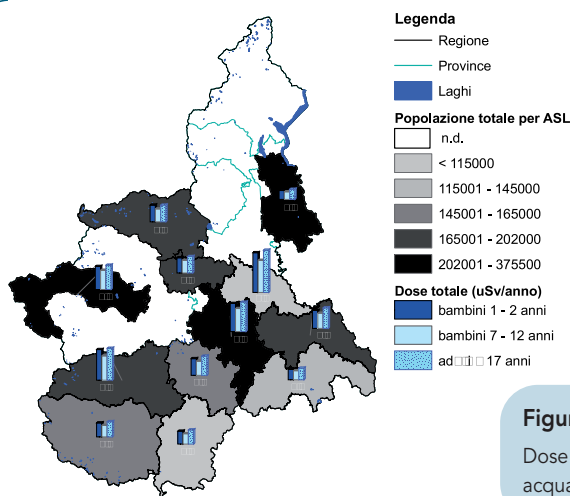 Legenda
Regione
Province
Laghi
Popolazione totale per ASL
n.d.
< 115000
115001 - 145000
145001 - 165000
165001 - 202000
202001 - 375500
Dose totale (uSv/anno)
bambini 1 - 2 anni
bambini 7 - 12 anni
17 anni
Figur
Dose
acqua